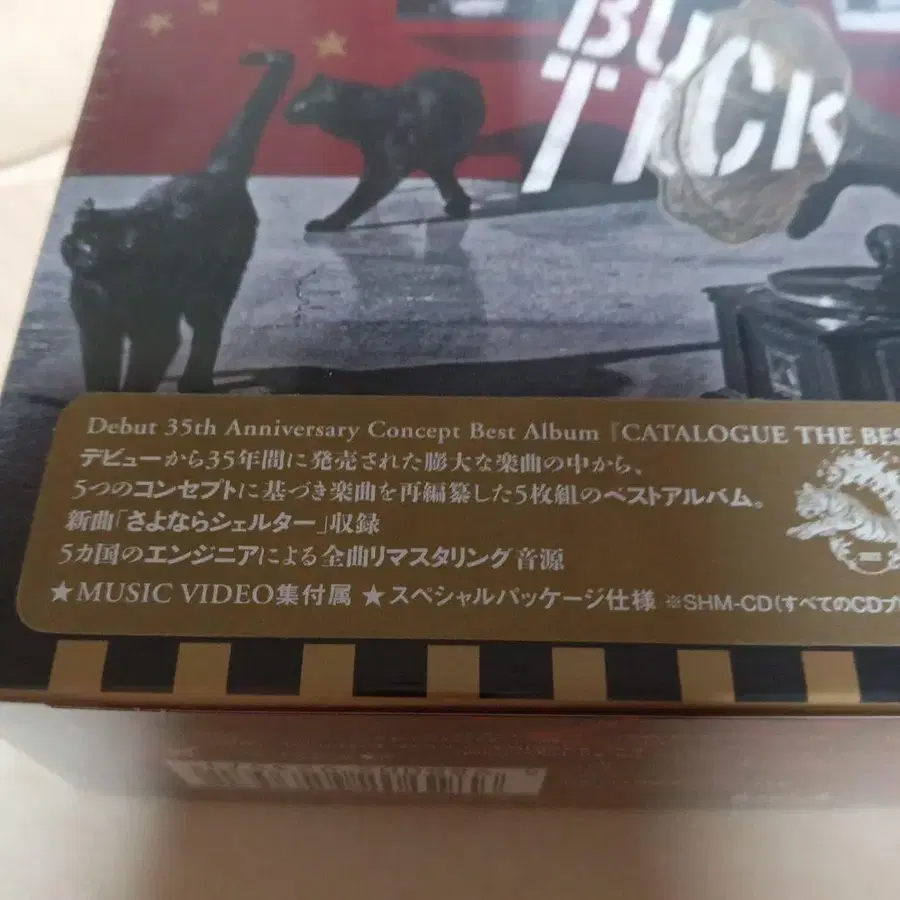 BU
TICK
Debut 35th Anniversary Concept Best Album『CATALOGUE THE BES
デビューから35年間に発売された膨大な楽曲の中から、
5つのコンセプトに基づき楽曲を再編纂した5枚組のベストアルバム。
新曲「さよならシェルター」収録
5カ国のエンジニアによる全曲リマスタリング音源
★MUSIC VIDEO集付属 ★スペシャルパッケージ仕様 ※SHM-CD(すべてのCDプ